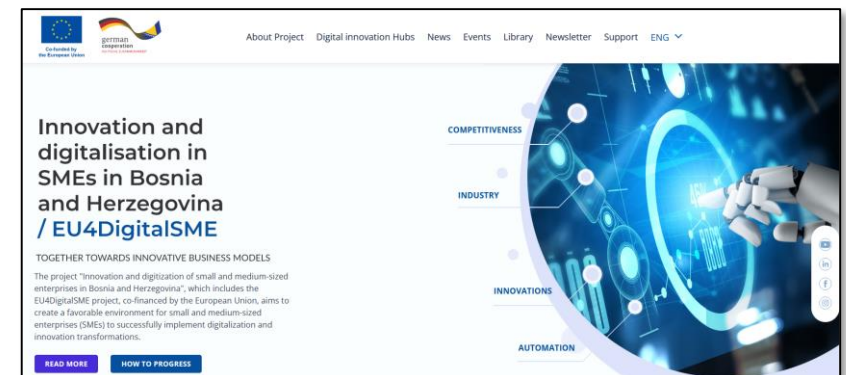 Co-funded by
the European Union
german
cooperation
About Project Digital innovation Hubs News Events Library Newsletter Support ENG
Innovation and
digitalisation in
SMEs in Bosnia
and Herzegovina
/ EU4DigitalSME
TOGETHER TOWARDS INNOVATIVE BUSINESS MODELS
The project "Innovation and digitization of small and medium-sized
enterprises in Bosnia and Herzegovina", which includes the
EU4DigitalSME project, co-financed by the European Union, aims to
create a favorable environment for small and medium-sized
enterprises (SMEs) to successfully implement digitalization and
innovation transformations.
READ MORE HOW TO PROGRESS
COMPETITIVENESS
INDUSTRY
INNOVATIONS
AUTOMATION